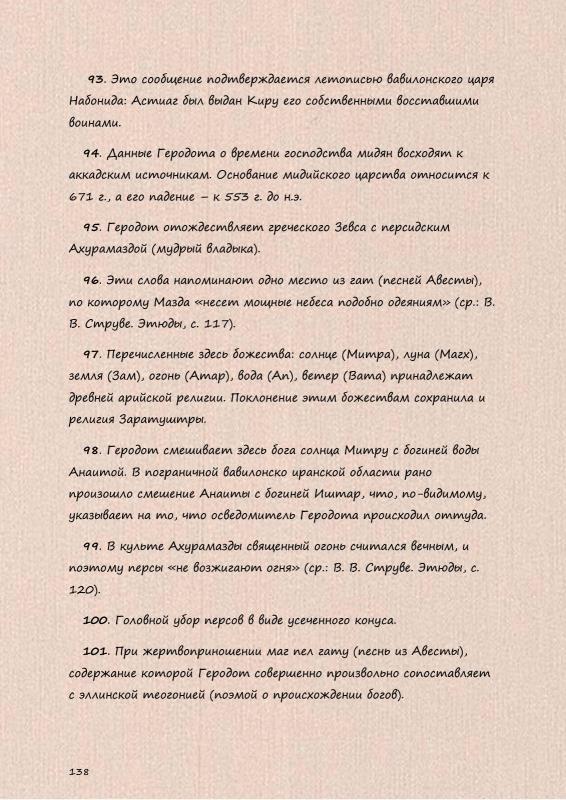 93. Это сообщение подтверждается летописью вавилонского царя
Набонида: Астиаг был выдан Киру его собственными восставшими
воинами.
94. Данные Геродота о времени господства мидян восходят к
аккадским источникам. Основание мидийского царства относится к
671 г., а его падение – к 553 г. до н.э.
95. Геродот отождествляет греческого Зевса с персидским
Ахурамаздой (мудрый владыка).
96. Эти слова напоминают одно место из гат (песней Авесты),
по которому Мазда «несет мощные небеса подобно одеяниям» (ср.: В.
В. Струве. Этюды, с. 117).
97. Перечисленные здесь божества: солнце (Митра), луна (Магх),
земля (Зам), огонь (Атар), вода (Ап), ветер (Вата) принадлежат
древней арийской религии. Поклонение этим божествам сохранила и
религия Заратуштры.
98. Геродот смешивает здесь бога солнца Митру с богиней воды
Анаитой. В пограничной вавилонско иранской области рано
произошло смешение Анаиты с богиней Иштар, что, по-видимому,
указывает на то, что осведомитель Геродота происходил оттуда.
99. В культе Ахурамазды священный огонь считался вечным, и
поэтому персы «не возжигают огня» (ср.: В. В. Струве. Этюды, с.
120).
100. Головной убор персов в виде усеченного конуса.
101. При жертвоприношении маг пел гату (песнь из Авесты),
содержание которой Геродот совершенно произвольно сопоставляет
с эллинской теогонией (поэмой о происхождении богов).
138